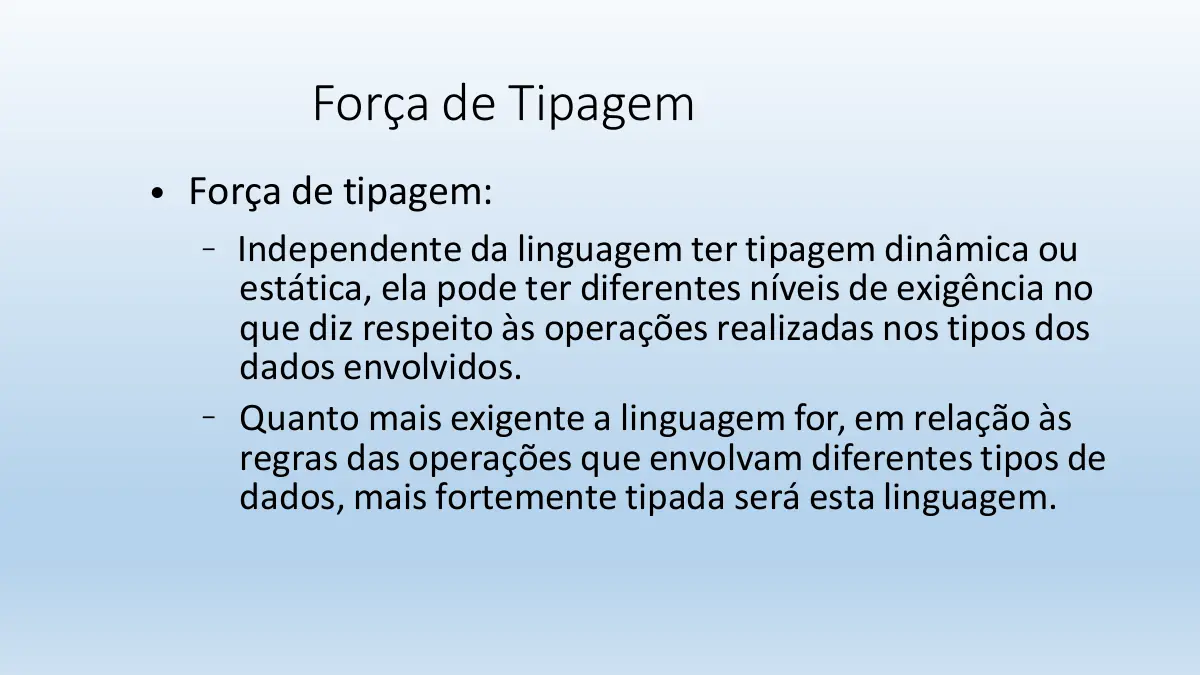 Força de Tipagem
• Força de tipagem:
– Independente da linguagem ter tipagem dinâmica ou
estática, ela pode ter diferentes níveis de exigência no
que diz respeito às operações realizadas nos tipos dos
dados envolvidos.
– Quanto mais exigente a linguagem for, em relação às
regras das operações que envolvam diferentes tipos de
dados, mais fortemente tipada será esta linguagem.